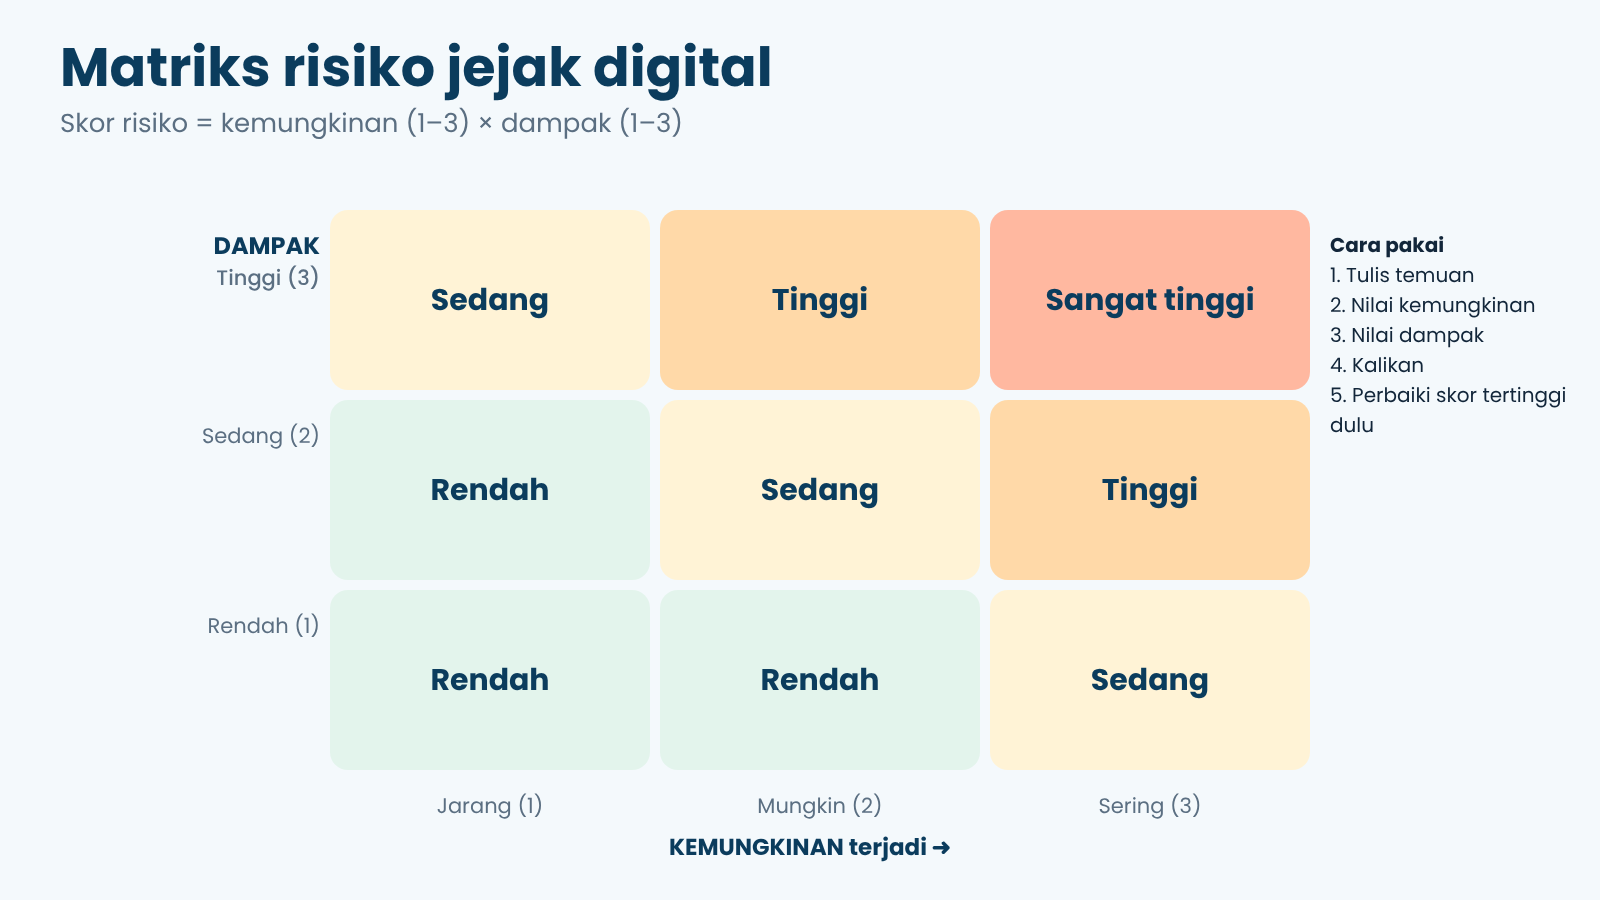 Matriks risiko jejak digital
Skor risiko = kemungkinan (1–3) × dampak (1–3)
DAMPAK
Tinggi (3)
Sedang
Tinggi
Sangat tinggi
Sedang (2)
Rendah
Sedang
Tinggi
Rendah (1)
Rendah
Rendah
Sedang
Jarang (1)
Mungkin (2)
Sering (3)
KEMUNGKINAN terjadi ➜
Cara pakai
1. Tulis temuan
2. Nilai kemungkinan
3. Nilai dampak
4. Kalikan
5. Perbaiki skor tertinggi
dulu